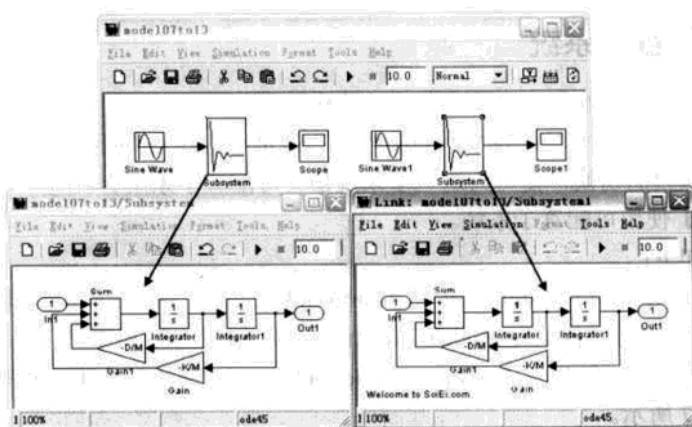 model07to13
File Edit View Simulation Format Tools Help
10.0 Normal
Sine Wave
Subsystem
Scope
Sine Wave1
Subsystem
Scope1
model07to13/Subsystem
File Edit View Simulation Format Tools Help
10.0
Sum
1
In1
+
+
+
1
s
Integrator
1
s
Integrator1
1
Out1
-D/M
Gain1
-K/M
Gain
100%
ode45
Link: model07to13/Subsystem1
File Edit View Simulation Format Tools Help
10.0
Sum
1
In1
+
+
+
1
s
Integrator
1
s
Integrator1
1
Out1
-D/M
Gain1
-K/M
Gain
Welcome to SoiEi.com.
100%
ode45